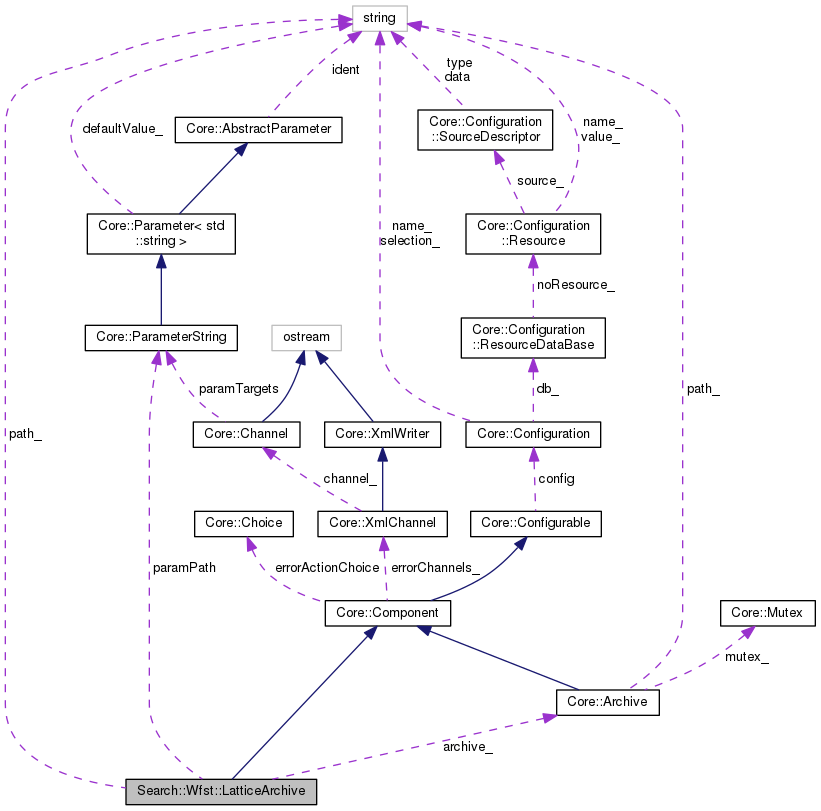 string
type
data
ident
name_
value_
defaultValue_
Core::AbstractParameter
Core::Configuration
::SourceDescriptor
source_
Core::Parameter< std
::string >
name_
selection_
Core::Configuration
::Resource
noResource_
Core::ParameterString
ostream
Core::Configuration
::ResourceDataBase
paramTargets
db_
path_
path_
Core::Channel
Core::XmlWriter
Core::Configuration
channel_
config
Core::Choice
Core::XmlChannel
Core::Configurable
paramPath
errorActionChoice
errorChannels_
Core::Component
Core::Mutex
mutex_
Core::Archive
archive_
Search::Wfst::LatticeArchive